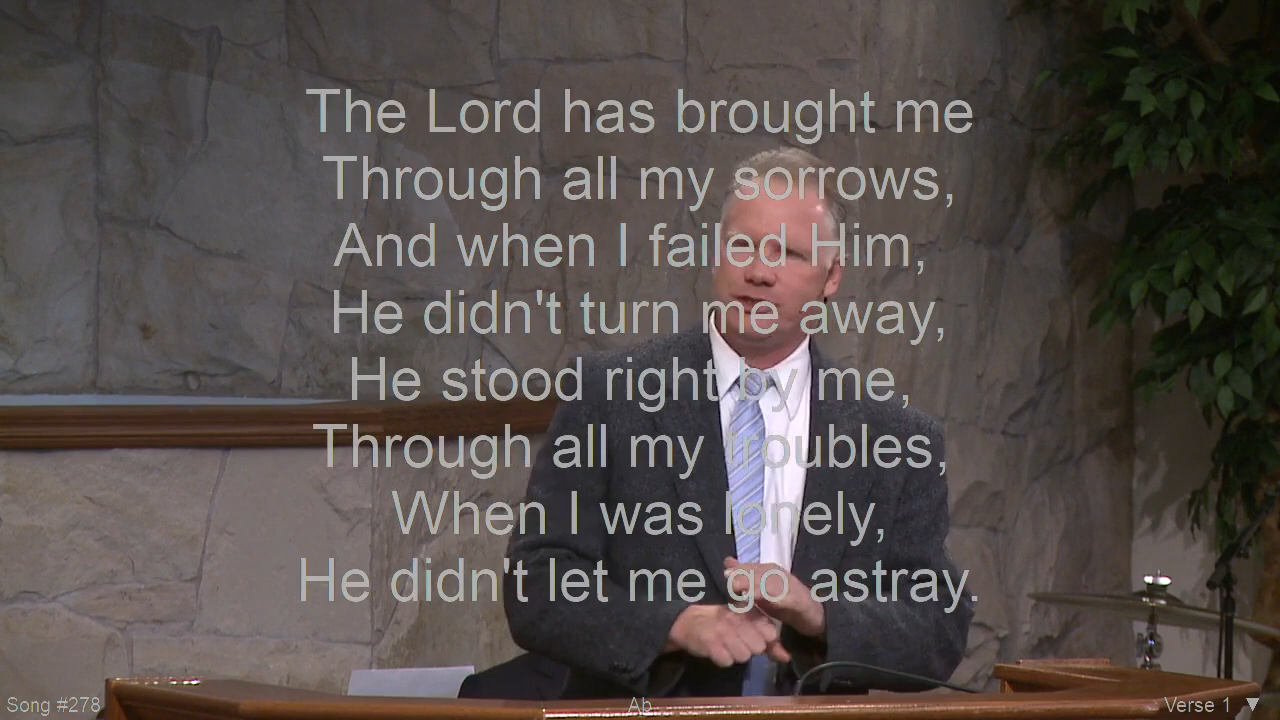 The Lord has brought me
Through all my sorrows,
And when I failed Him,
He didn't turn me away,
He stood right by me,
Through all my troubles,
When I was lonely,
He didn't let me go astray.
Song #278
Ab
Verse 1 ▼